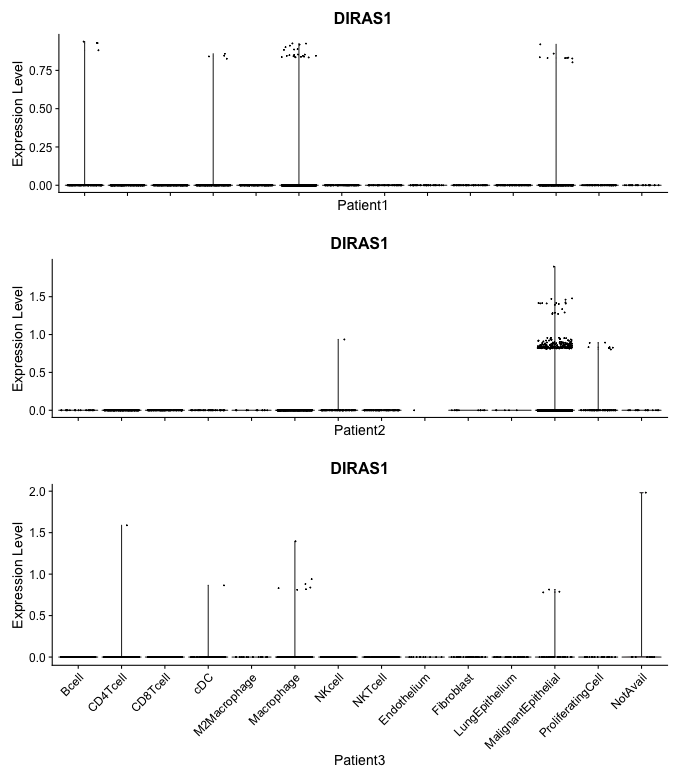 DIRAS1
Expression Level
0.75
0.50
0.25
0.00
Patient1
DIRAS1
Expression Level
1.5
1.0
0.5
0.0
Patient2
DIRAS1
Expression Level
2.0
1.5
1.0
0.5
0.0
Bcell
CD4Tcell
CD8Tcell
cDC
M2Macrophage
Macrophage
NKcell
NKTcell
Endothelium
Fibroblast
LungEpithelium
MalignantEpithelial
ProliferatingCell
NotAvail
Patient3